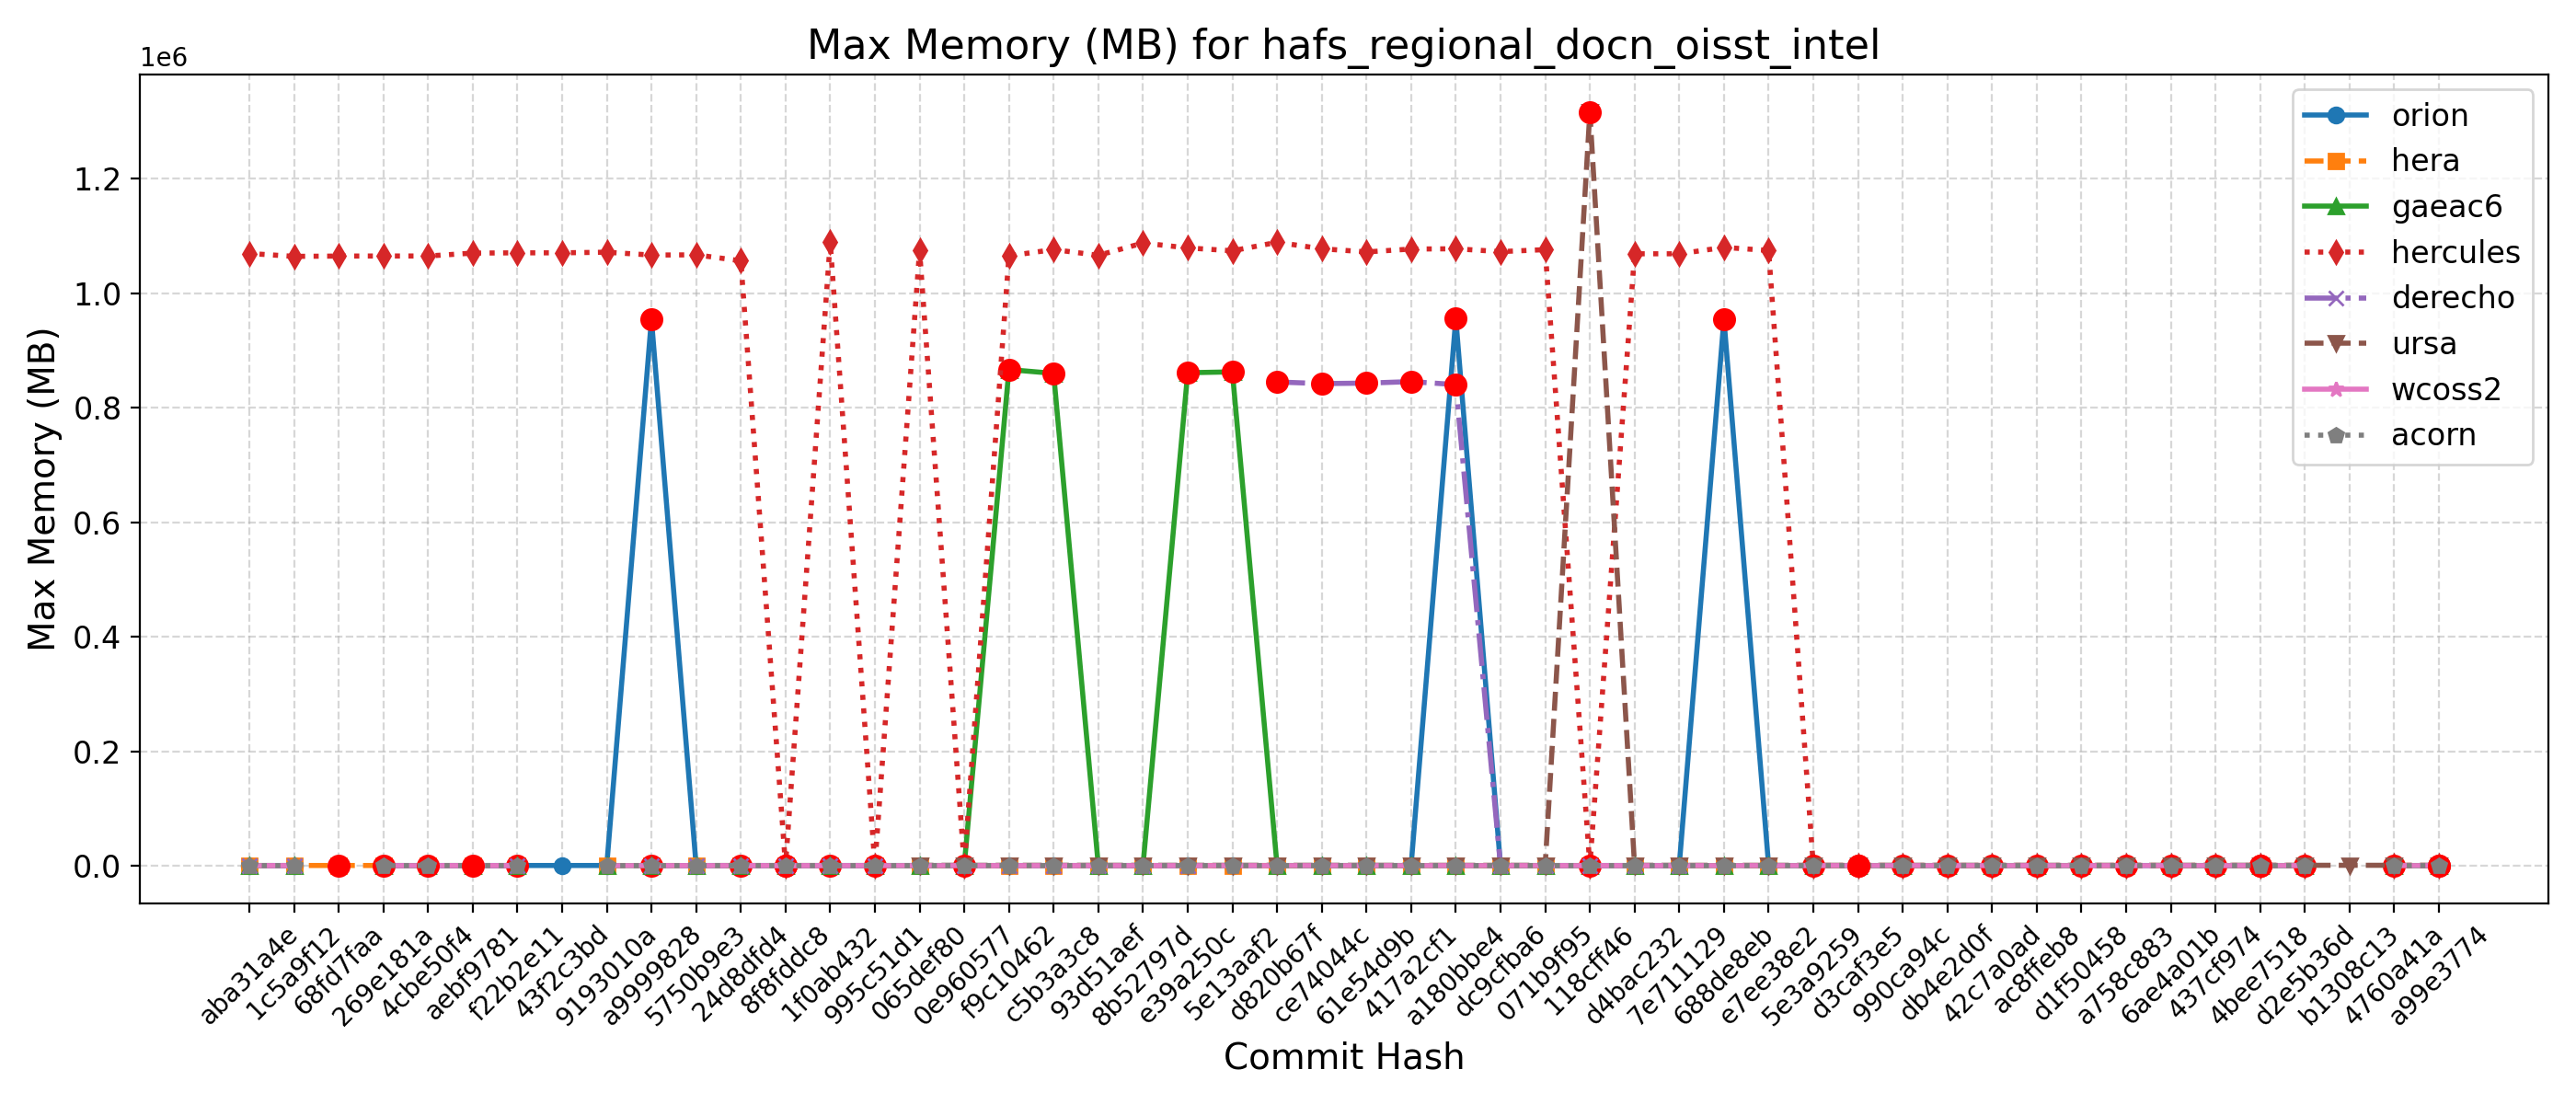 Max Memory (MB) for hafs_regional_docn_oisst_intel
1e6
Max Memory (MB)
1.2
1.0
0.8
0.6
0.4
0.2
0.0
orion
hera
gaeac6
hercules
derecho
ursa
wcoss2
acorn
aba31a4e
1c5a9f12
68fd7faa
269e181a
4cbe50f4
aebf9781
f22b2e11
43f2c3bd
9193010a
a9999828
5750b9e3
24d8dfd4
8f8fddc8
1f0ab432
995c51d1
065def80
0e960577
f9c10462
c5b3a3c8
93d51aef
8b52797d
e39a250c
5e13aaf2
d820b67f
ce74044c
61e54d9b
417a2cf1
a180bbe4
dc9cfba6
071b9f95
118cff46
d4bac232
7e711129
688de8eb
e7ee38e2
5e3a9259
d3caf3e5
990ca94c
db4e2d0f
42c7a0ad
ac8ffeb8
d1f50458
a758c883
6ae4a01b
437cf974
4bee7518
d2e5b36d
b1308c13
4760a41a
a99e3774
Commit Hash